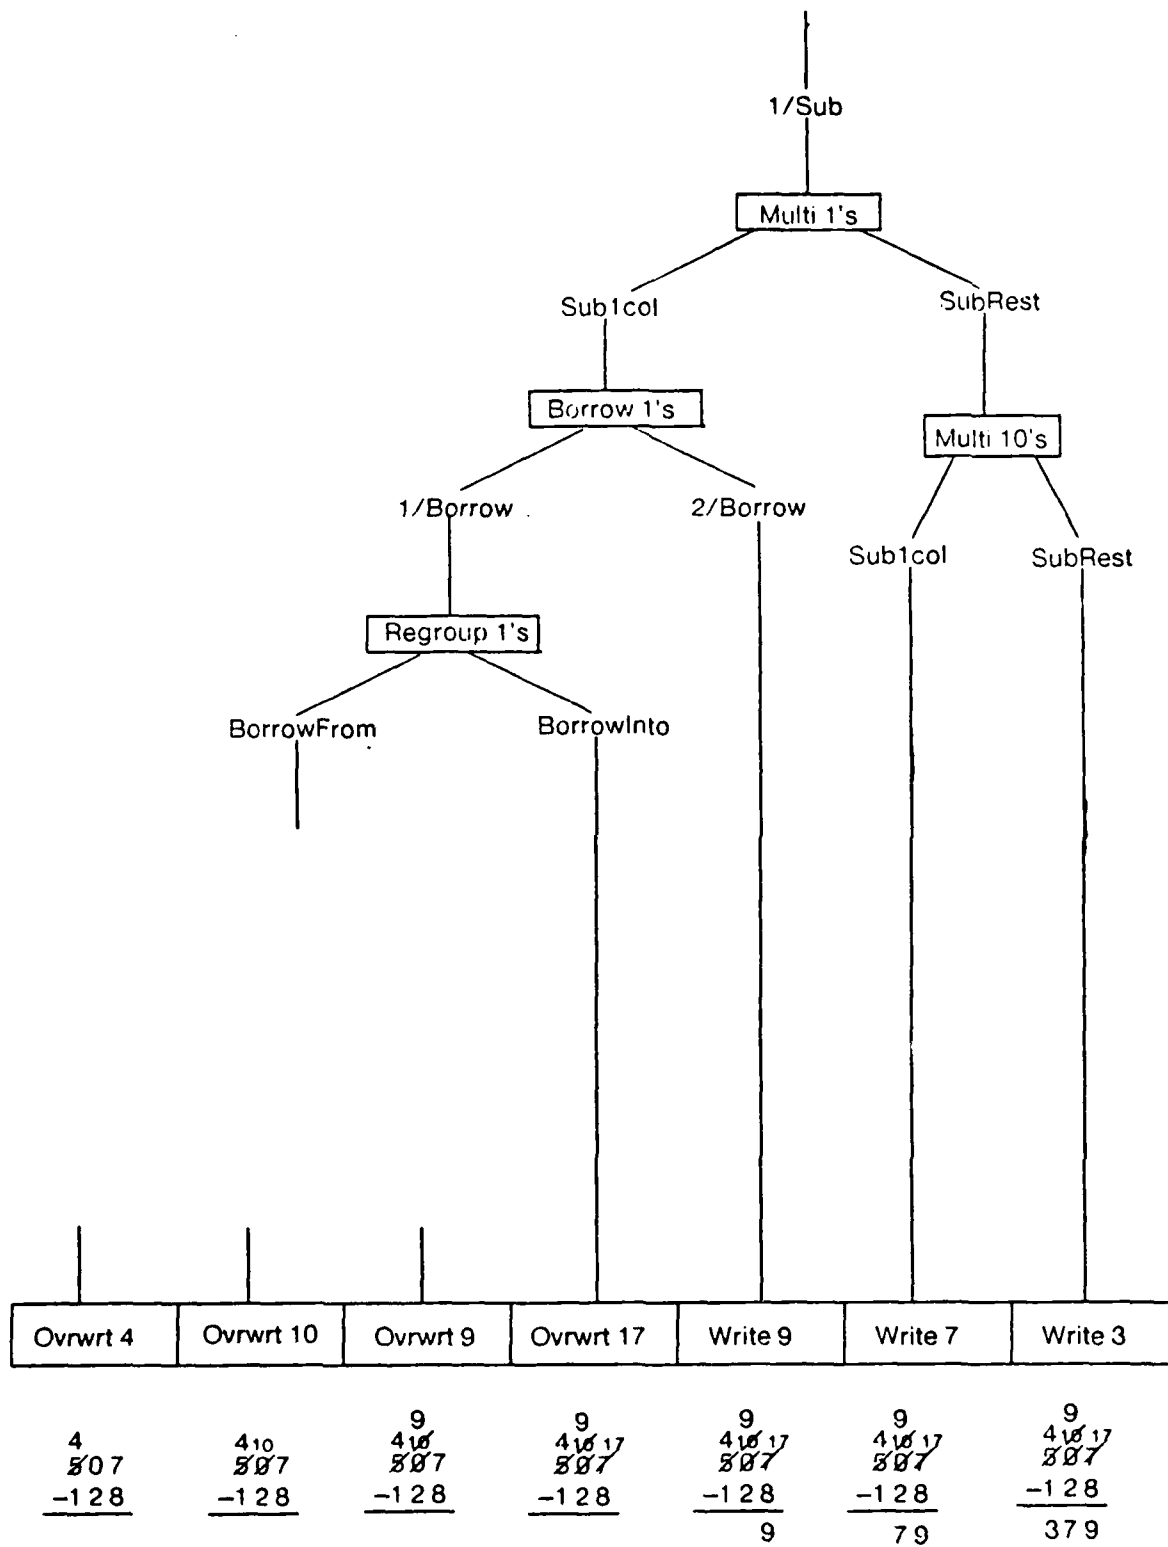 1/Sub
Multi 1's
Sub1col SubRest
Borrow 1's
Multi 10's
1/Borrow 2/Borrow
Sub1col SubRest
Regroup 1's
BorrowFrom BorrowInto
Ovrwrt 4 Ovrwrt 10 Ovrwrt 9 Ovrwrt 17 Write 9 Write 7 Write 3
9 9 9 9 9
4 4 10 4 10 4 10 17 4 10 17 4 10 17 4 10 17
507 507 507 507 507 507 507
-128 -128 -128 -128 -128 -128 -128
9 79 379